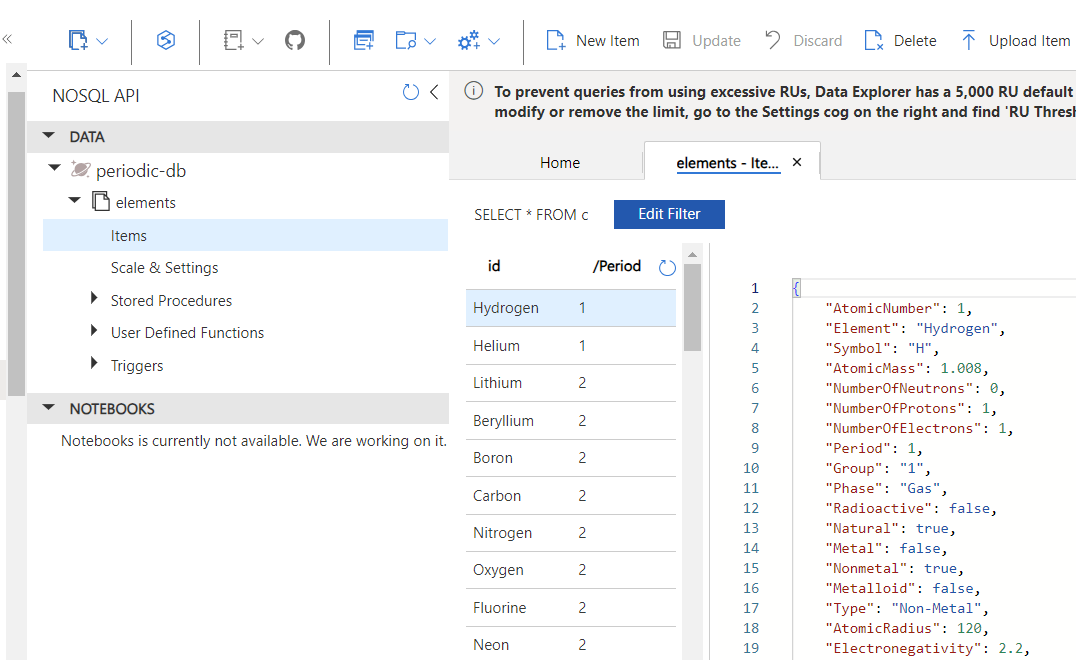 New Item
Update
Discard
Delete
Upload Item
NOSQL API
DATA
periodic-db
elements
Items
Scale & Settings
Stored Procedures
User Defined Functions
Triggers
NOTEBOOKS
Notebooks is currently not available. We are working on it.
To prevent queries from using excessive RUs, Data Explorer has a 5,000 RU default
modify or remove the limit, go to the Settings cog on the right and find 'RU Thresh
Home
elements - Ite...
SELECT * FROM c
Edit Filter
id /Period
Hydrogen 1
Helium 1
Lithium 2
Beryllium 2
Boron 2
Carbon 2
Nitrogen 2
Oxygen 2
Fluorine 2
Neon 2
1 {
2 "AtomicNumber": 1,
3 "Element": "Hydrogen",
4 "Symbol": "H",
5 "AtomicMass": 1.008,
6 "NumberOfNeutrons": 0,
7 "NumberOfProtons": 1,
8 "NumberOfElectrons": 1,
9 "Period": 1,
10 "Group": "1",
11 "Phase": "Gas",
12 "Radioactive": false,
13 "Natural": true,
14 "Metal": false,
15 "Nonmetal": true,
16 "Metalloid": false,
17 "Type": "Non-Metal",
18 "AtomicRadius": 120,
19 "Electronegativity": 2.2,